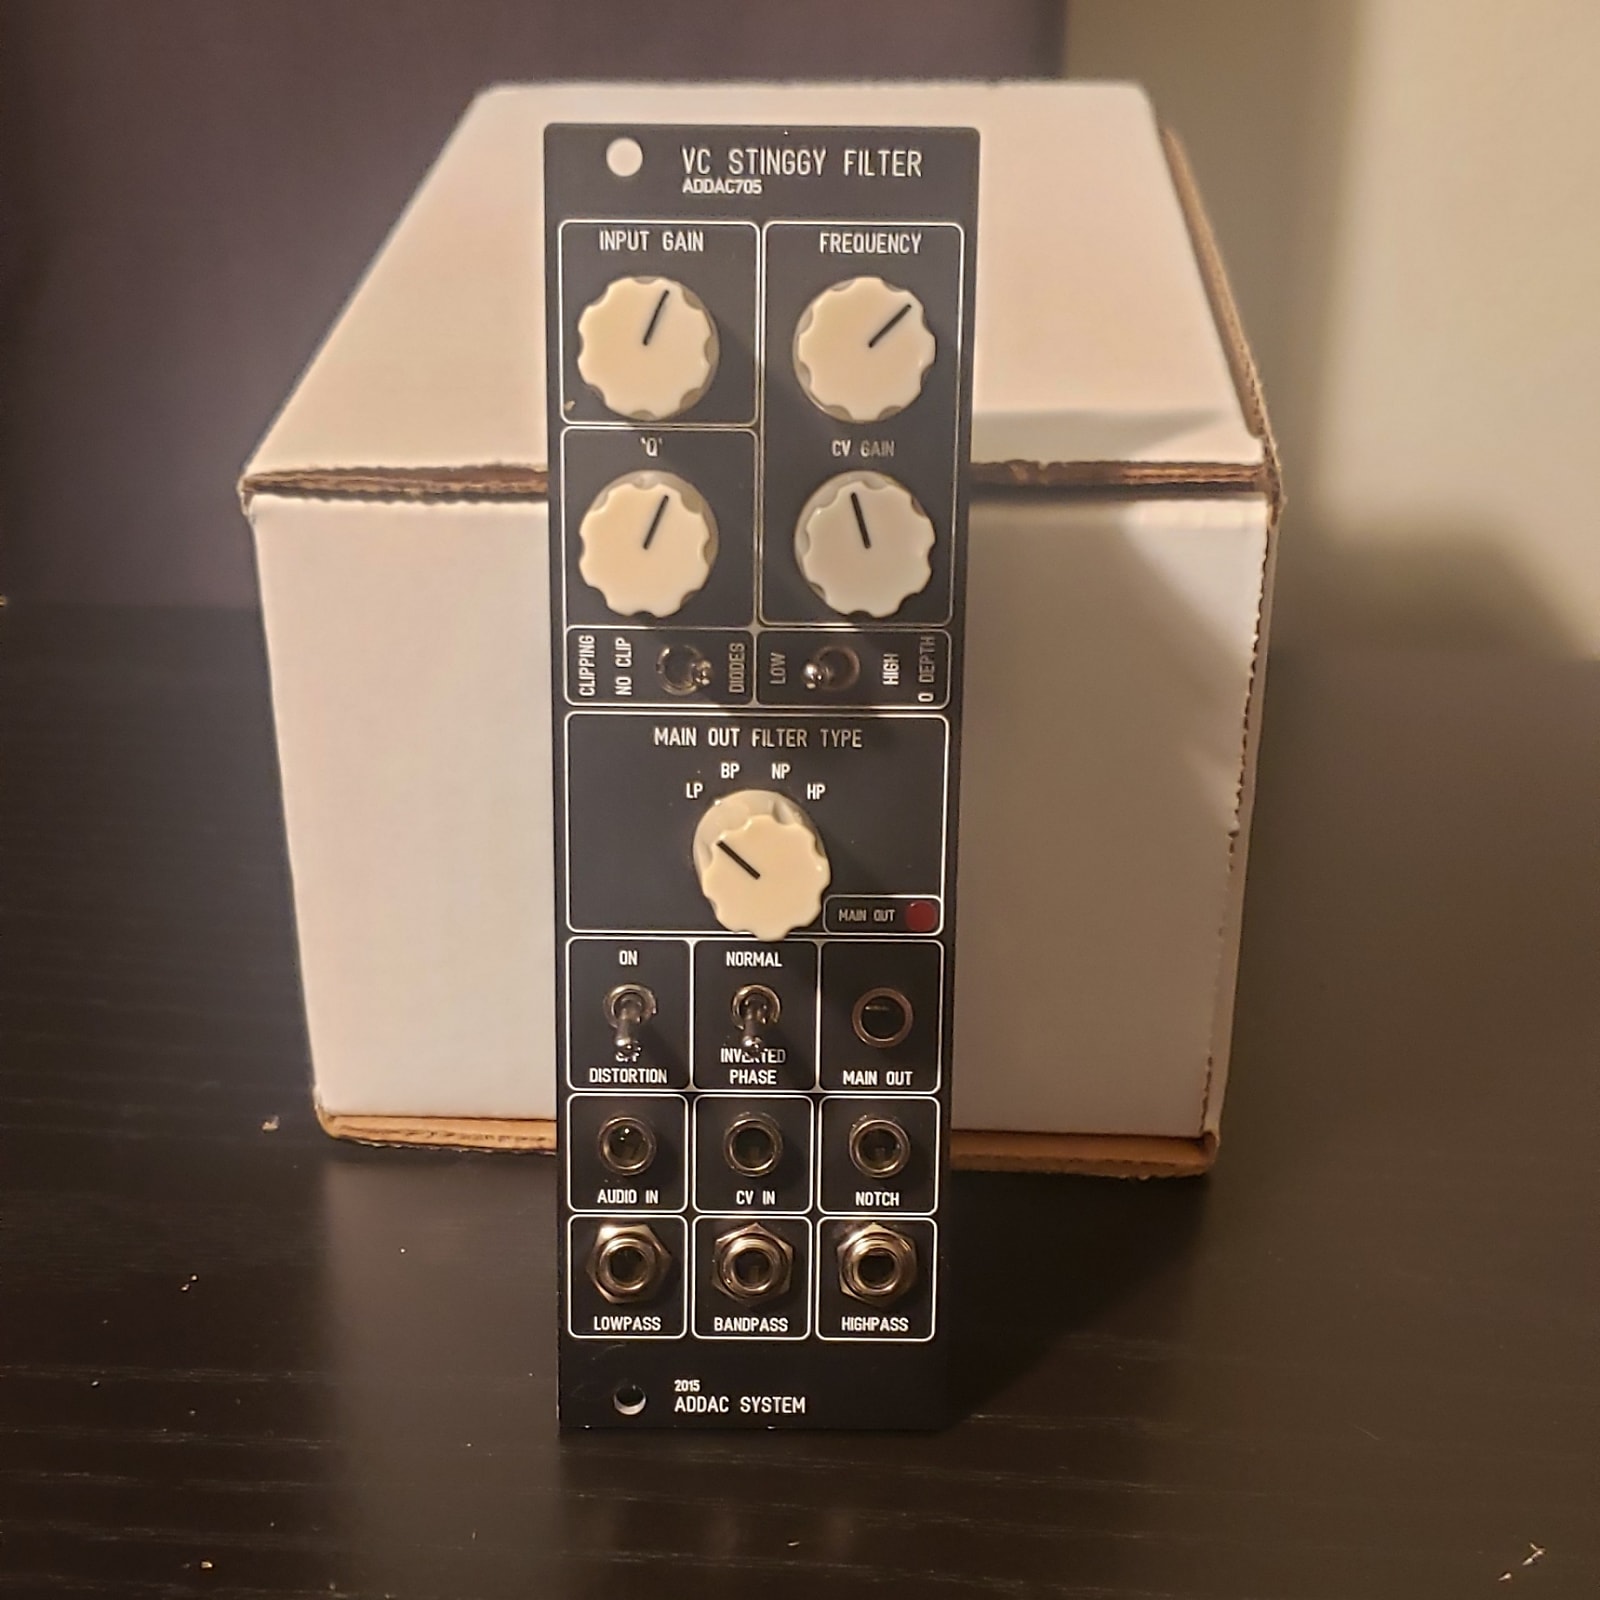 VC STINGGY FILTER
ADDAC705
INPUT GAIN
FREQUENCY
'Q'
CV GAIN
CLIPPING
NO CLIP
DIODES
LOW
HIGH
Q DEPTH
MAIN OUT FILTER TYPE
BP NP
LP HP
MAIN OUT
ON
NORMAL
INVERTED
DISTORTION
PHASE
MAIN OUT
AUDIO IN
CV IN
NOTCH
LOWPASS
BANDPASS
HIGHPASS
2015
ADDAC SYSTEM